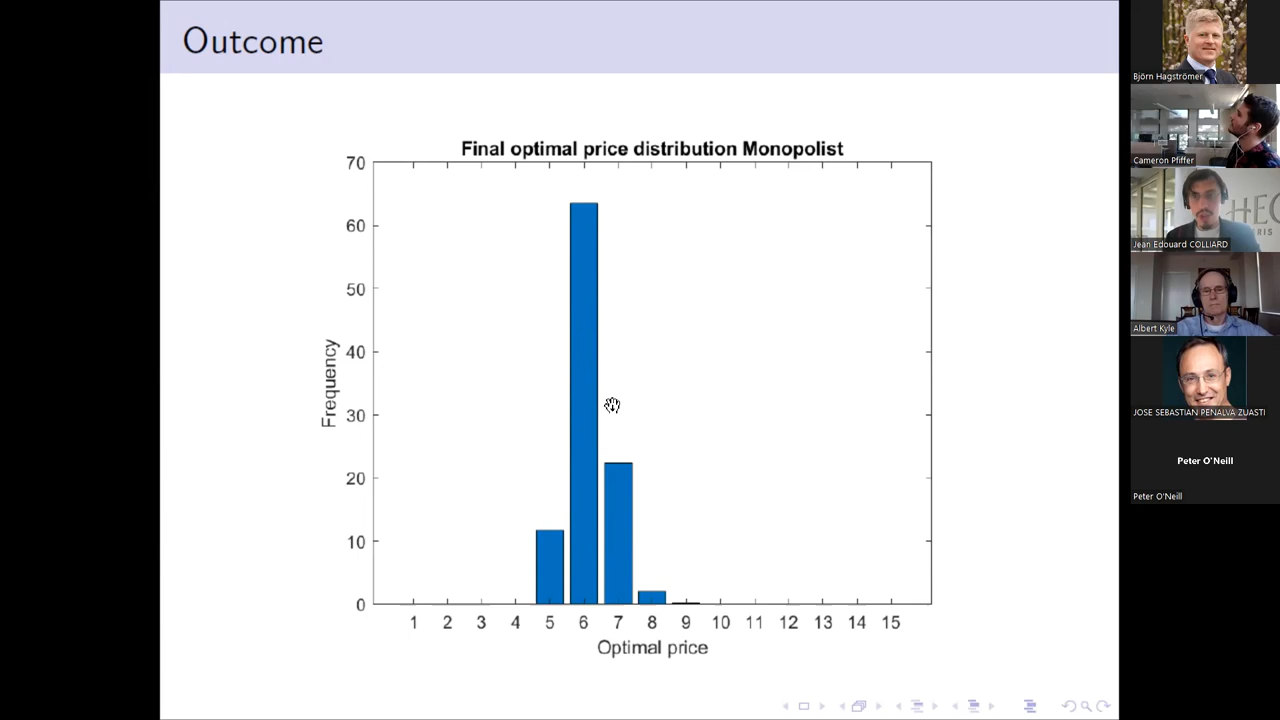 Outcome
Final optimal price distribution Monopolist
70
60
50
40
30
20
10
0
Frequency
1 2 3 4 5 6 7 8 9 10 11 12 13 14 15
Optimal price
Björn Hagströmer
Cameron Pfiffer
HEC
PARIS
Jean Edouard COLLIARD
Albert Kyle
JOSE SEBASTIAN PENALVA ZUASTI
Peter O'Neill
Peter O'Neill